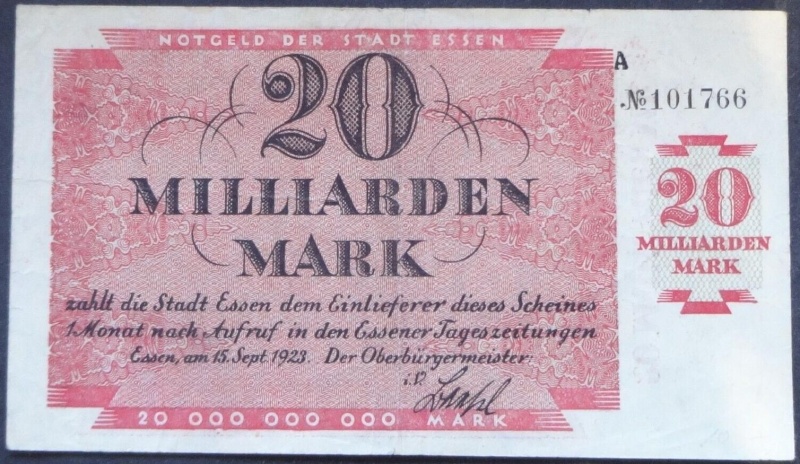 NOTGELD DER STADT ESSEN
20
MILLIARDEN
MARK
zahlt die Stadt Essen dem Einlieferer dieses Scheines
1 Monat nach Aufruf in den Essener Tageszeitungen
Essen, am 15. Sept. 1923. Der Oberbürgermeister:
i.V.
20 000 000 000 MARK
A
№ 101766
20
MILLIARDEN
MARK